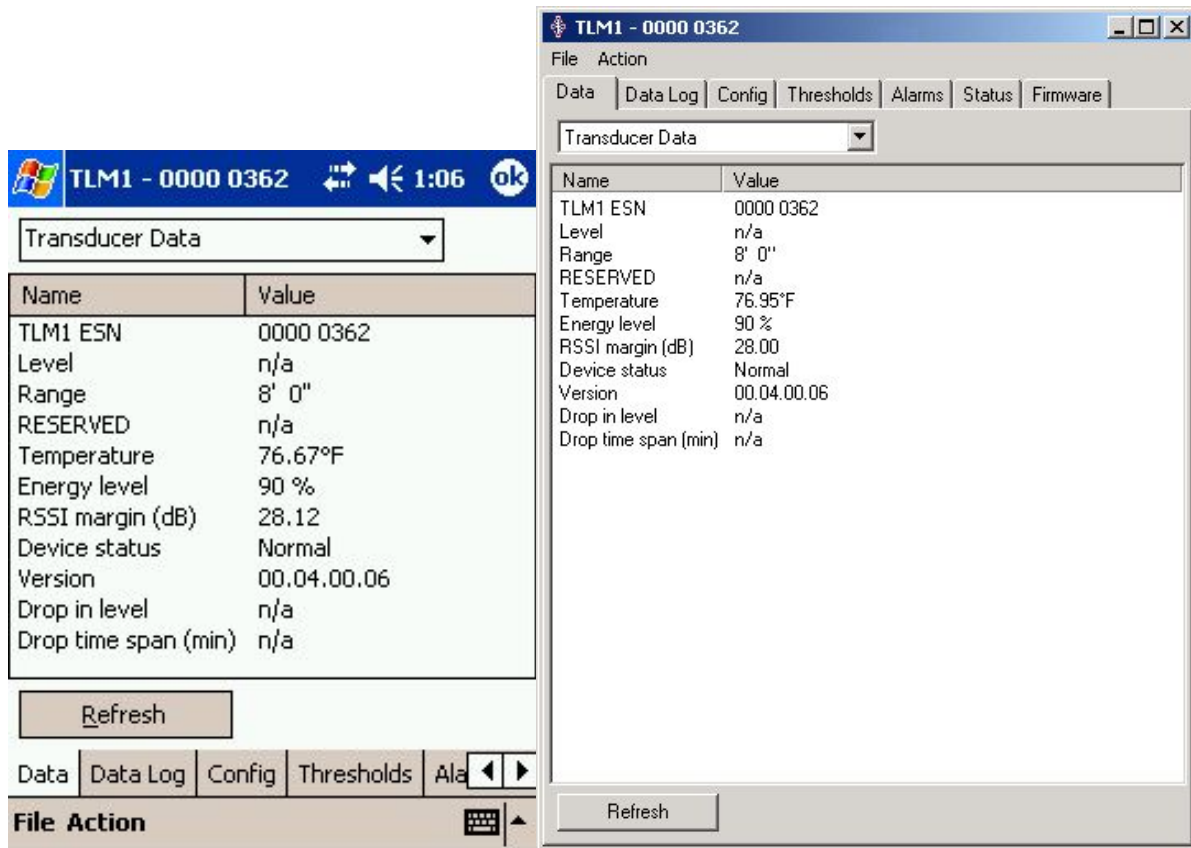 TLM1 - 0000 0362 1:06 ok
Transducer Data
Name Value
TLM1 ESN 0000 0362
Level n/a
Range 8' 0"
RESERVED n/a
Temperature 76.67°F
Energy level 90 %
RSSI margin (dB) 28.12
Device status Normal
Version 00.04.00.06
Drop in level n/a
Drop time span (min) n/a
Refresh
Data Data Log Config Thresholds Ala
File Action
TLM1 - 0000 0362
File Action
Data Data Log Config Thresholds Alarms Status Firmware
Transducer Data
Name Value
TLM1 ESN 0000 0362
Level n/a
Range 8' 0"
RESERVED n/a
Temperature 76.95°F
Energy level 90 %
RSSI margin (dB) 28.00
Device status Normal
Version 00.04.00.06
Drop in level n/a
Drop time span (min) n/a
Refresh